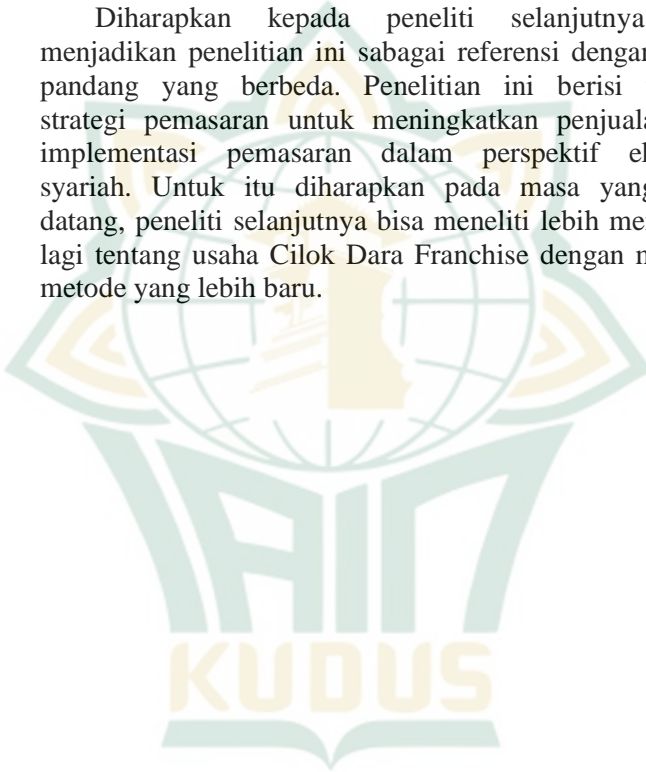 Diharapkan kepada peneliti selanjutnya
menjadikan penelitian ini sabagai referensi dengan
pandang yang berbeda. Penelitian ini berisi
strategi pemasaran untuk meningkatkan penjual
implementasi pemasaran dalam perspektif
syariah. Untuk itu diharapkan pada masa yang
datang, peneliti selanjutnya bisa meneliti lebih
lagi tentang usaha Cilok Dara Franchise dengan
metode yang lebih baru.
IAIN
KUDUS